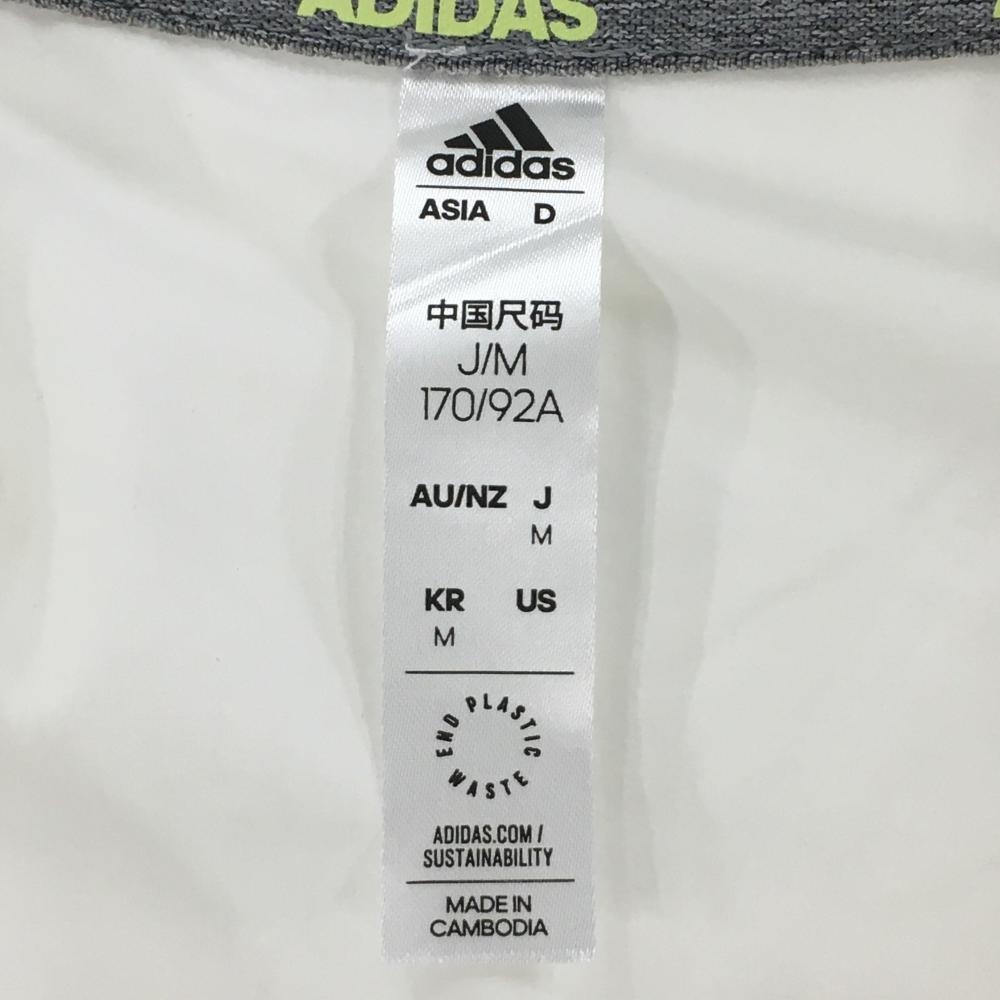 ADIDAS
adidas
ASIA D
中国尺码
J/M
170/92A
AU/NZ J
M
KR US
M
END PLASTIC WASTE
ADIDAS.COM /
SUSTAINABILITY
MADE IN
CAMBODIA